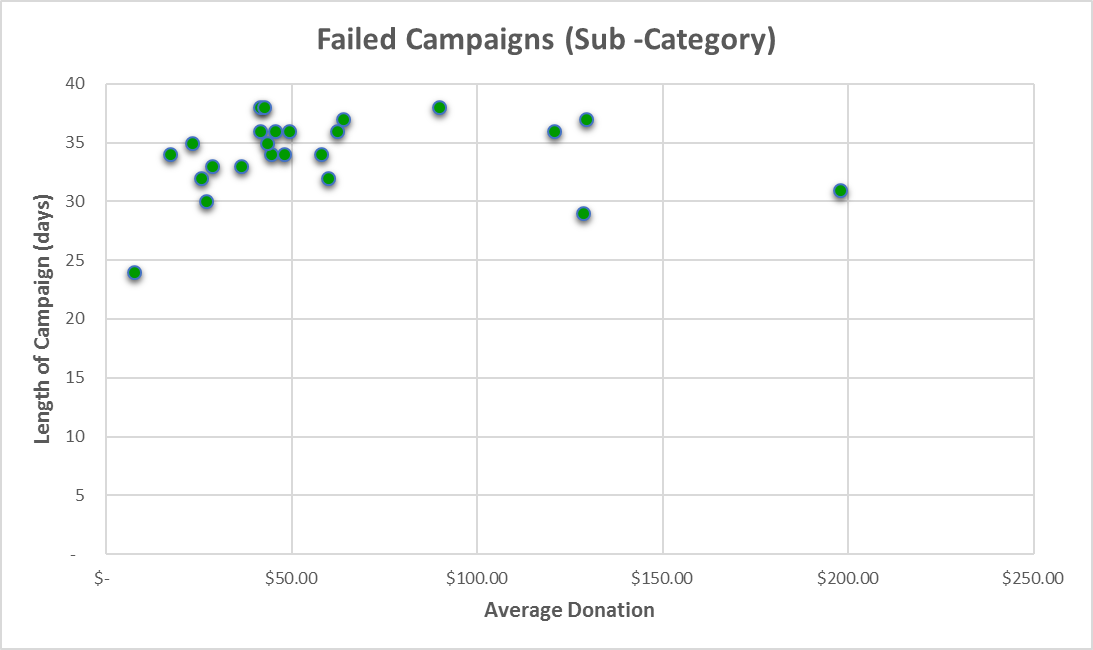 Failed Campaigns (Sub -Category)
Length of Campaign (days)
40
35
30
25
20
15
10
5
-
$- $50.00 $100.00 $150.00 $200.00 $250.00
Average Donation